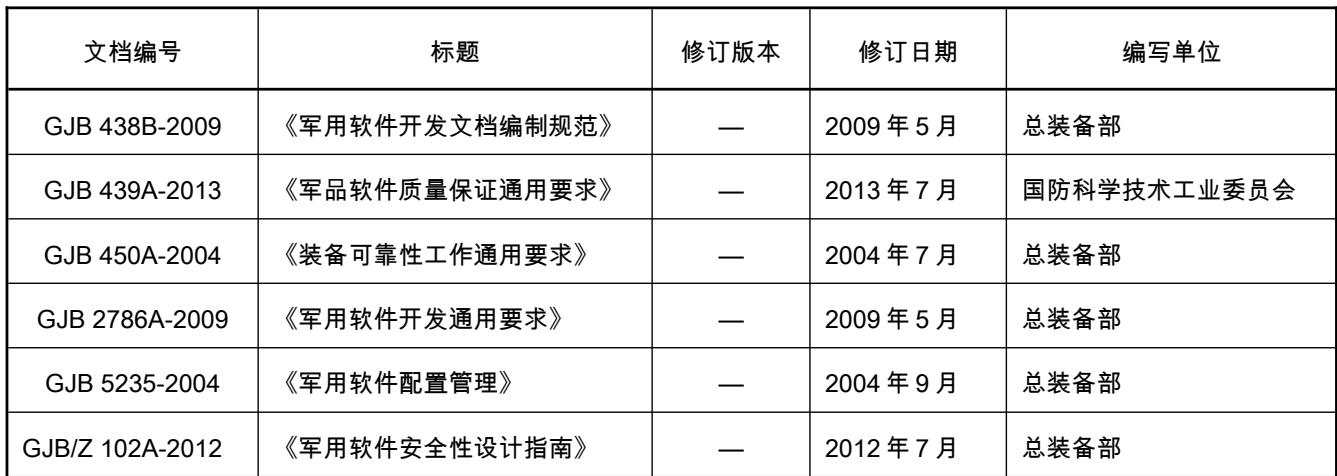 文档编号 标题 修订版本 修订日期 编写单位
GJB 438B-2009 《军用软件开发文档编制规范》 — 2009 年 5 月 总装备部
GJB 439A-2013 《军品软件质量保证通用要求》 — 2013 年 7 月 国防科学技术工业委员会
GJB 450A-2004 《装备可靠性工作通用要求》 — 2004 年 7 月 总装备部
GJB 2786A-2009 《军用软件开发通用要求》 — 2009 年 5 月 总装备部
GJB 5235-2004 《军用软件配置管理》 — 2004 年 9 月 总装备部
GJB/Z 102A-2012 《军用软件安全性设计指南》 — 2012 年 7 月 总装备部